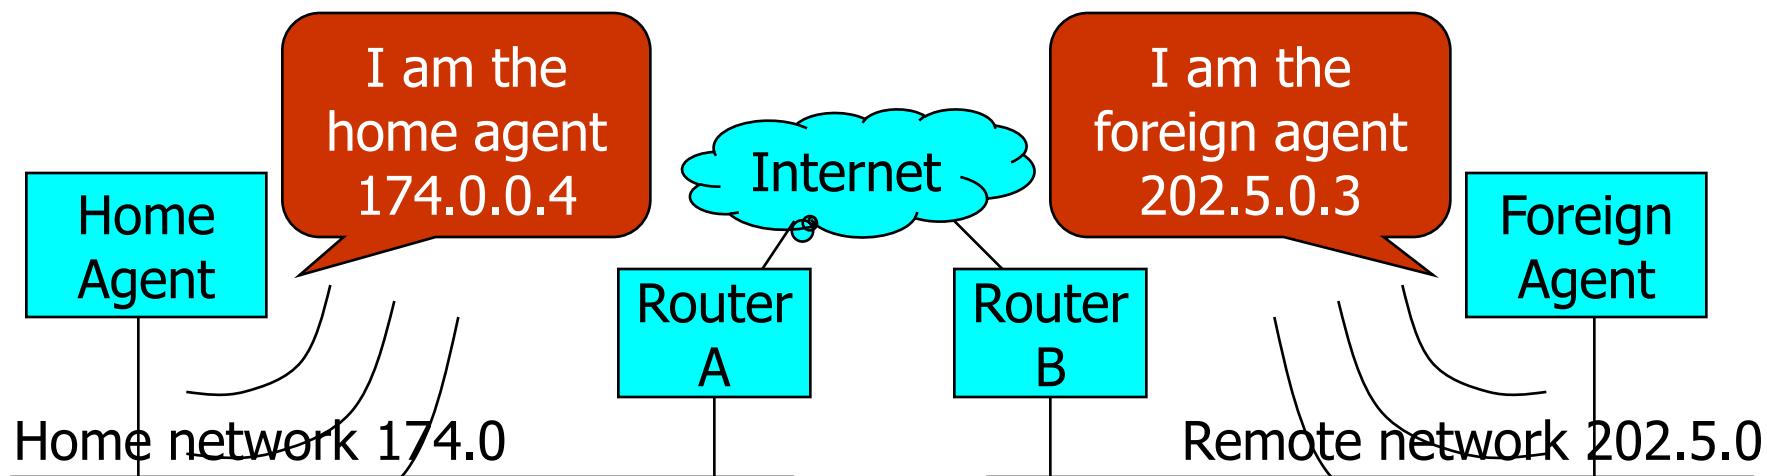 I am the
home agent
174.0.0.4
I am the
foreign agent
202.5.0.3
Internet
Home
Agent
Foreign
Agent
Router
A
Router
B
Home network 174.0
Remote network 202.5.0